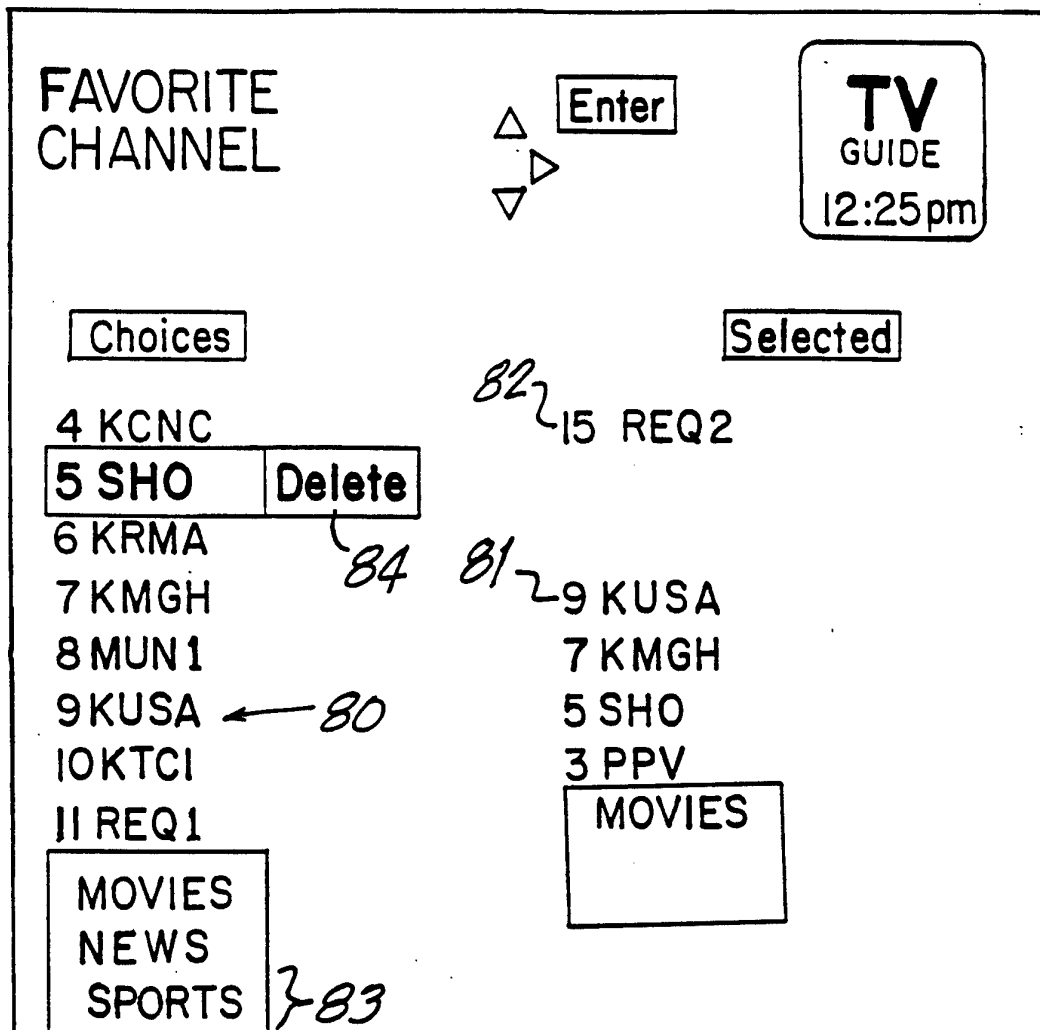 FAVORITE
CHANNEL
Enter
TV
GUIDE
12:25pm
Choices
Selected
82
4 KCNC
15 REQ2
5 SHO Delete
6 KRMA
84
81
7 KMGH
9 KUSA
8 MUN1
7 KMGH
9 KUSA
80
5 SHO
10 KTCI
3 PPV
11 REQ1
MOVIES
MOVIES
NEWS
SPORTS
83